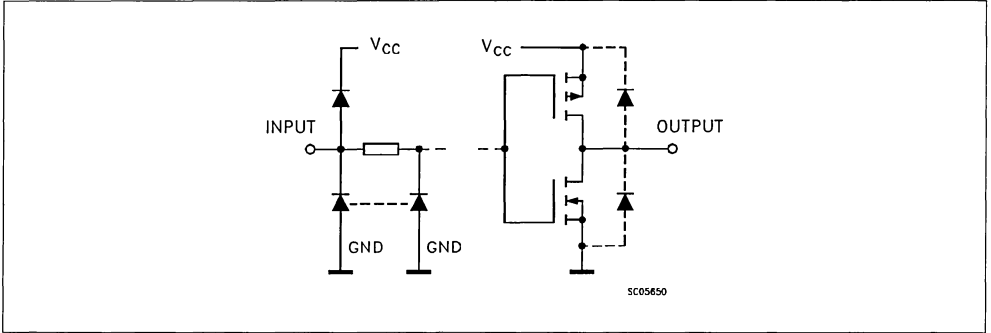 VCC
VCC
INPUT
OUTPUT
GND
GND
SC05650